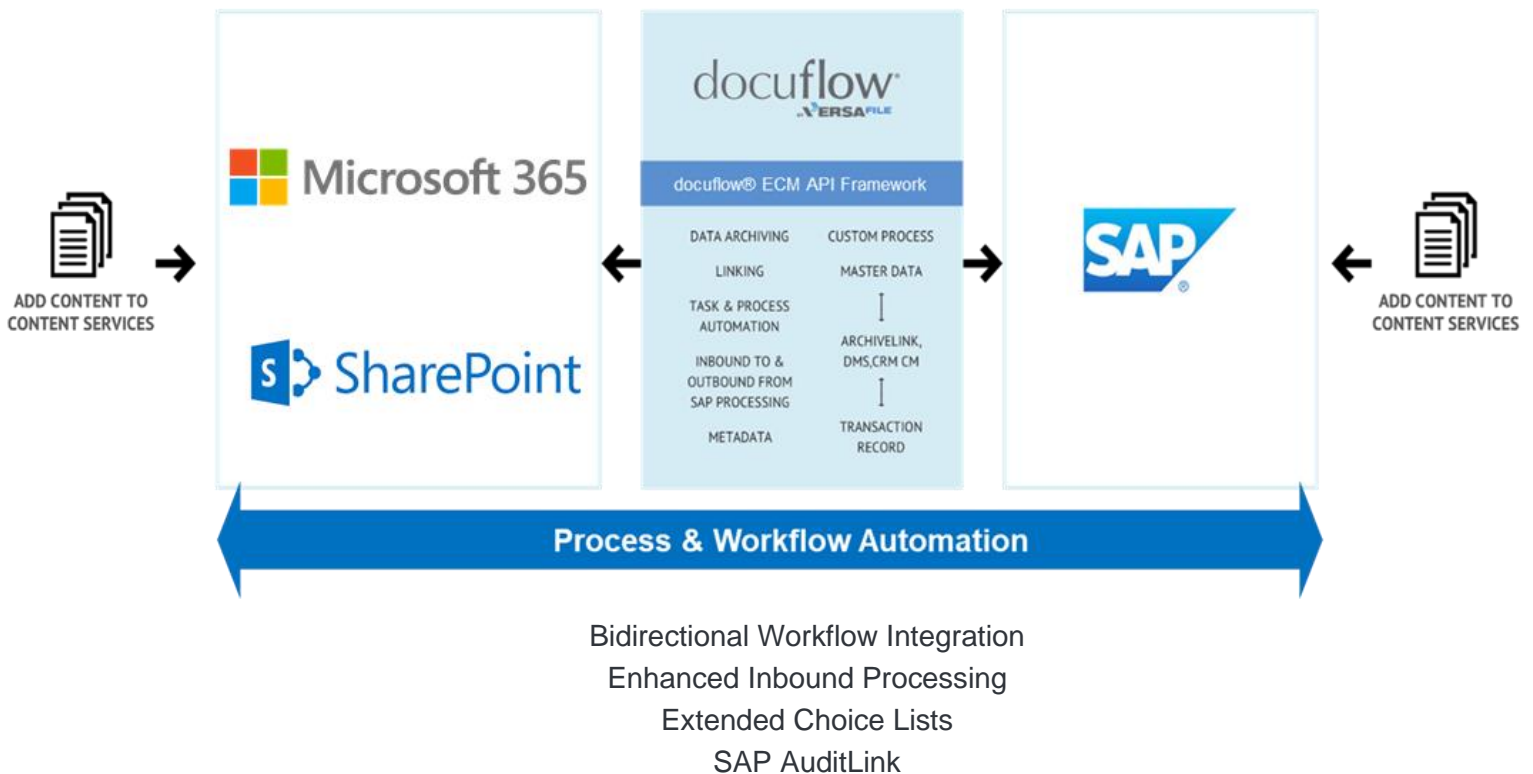 docuflow®
by VERSAFILE
Microsoft 365
docuflow® ECM API Framework
DATA ARCHIVING
CUSTOM PROCESS
LINKING
MASTER DATA
TASK & PROCESS
AUTOMATION
ARCHIVELINK,
DMS,CRM CM
INBOUND TO &
OUTBOUND FROM
SAP PROCESSING
METADATA
TRANSACTION
RECORD
SAP®
ADD CONTENT TO
CONTENT SERVICES
S SharePoint
ADD CONTENT TO
CONTENT SERVICES
Process & Workflow Automation
Bidirectional Workflow Integration
Enhanced Inbound Processing
Extended Choice Lists
SAP AuditLink